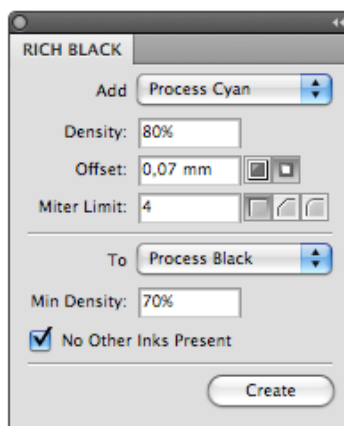 RICH BLACK
Add Process Cyan
Density: 80%
Offset: 0,07 mm
Miter Limit: 4
To Process Black
Min Density: 70%
No Other Inks Present
Create